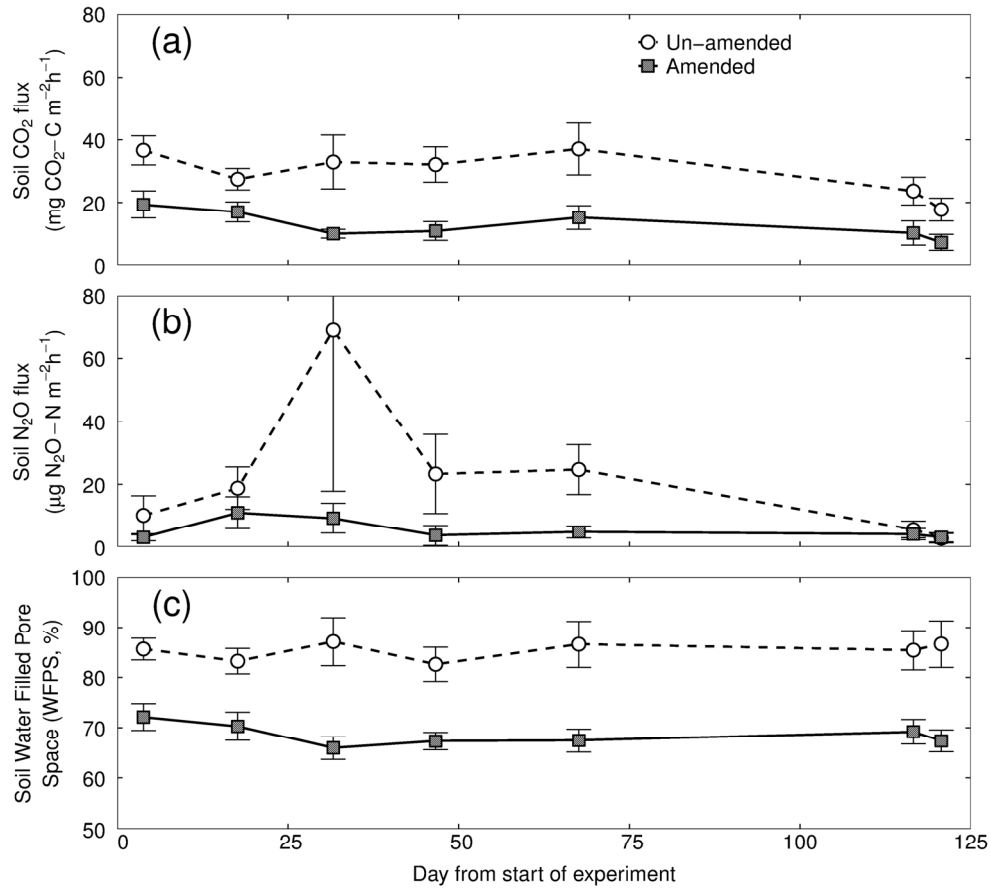 (a)
Un−amended
Amended
Soil CO₂ flux
(mg CO₂−C m⁻²h⁻¹)
80
60
40
20
0
(b)
Soil N₂O flux
(µg N₂O−N m⁻²h⁻¹)
80
60
40
20
0
(c)
Soil Water Filled Pore
Space (WFPS, %)
100
90
80
70
60
50
0 25 50 75 100 125
Day from start of experiment